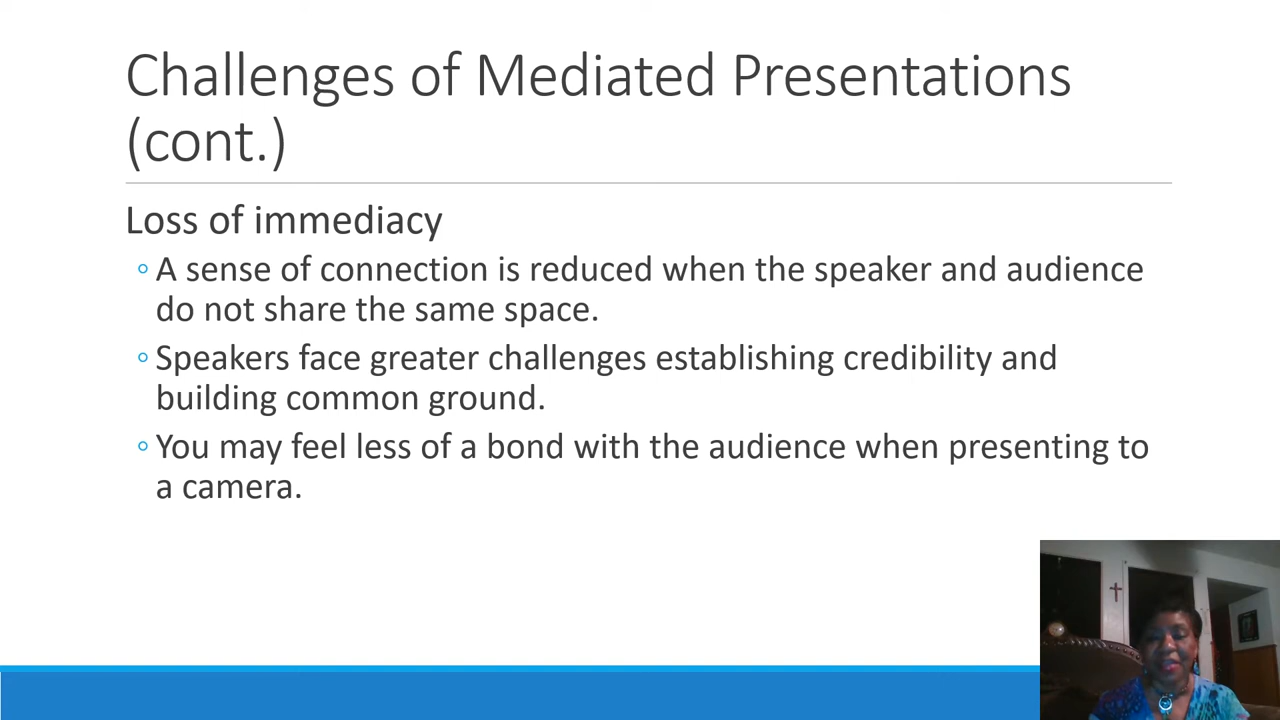 Challenges of Mediated Presentations
(cont.)
Loss of immediacy
◦ A sense of connection is reduced when the speaker and audience
do not share the same space.
◦ Speakers face greater challenges establishing credibility and
building common ground.
◦ You may feel less of a bond with the audience when presenting to
a camera.